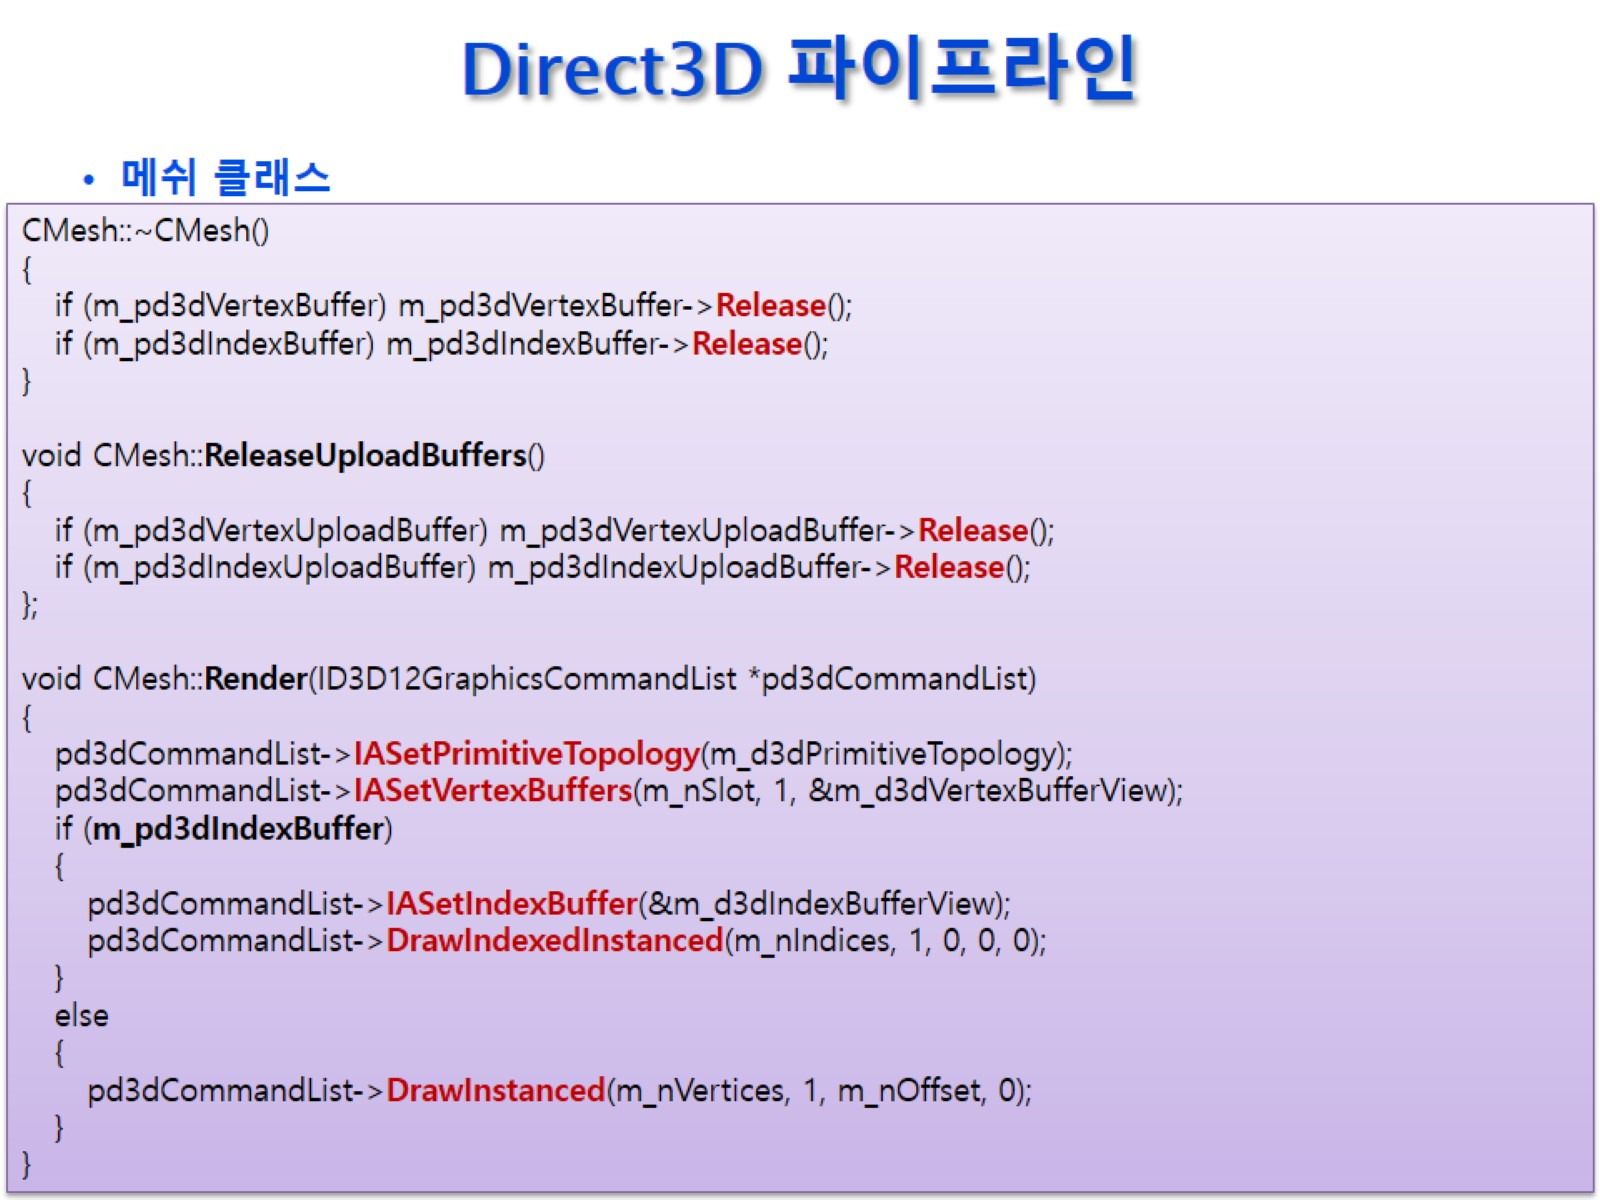 Direct3D 파이프라인
• 메쉬 클래스
CMesh::~CMesh()
{
if (m_pd3dVertexBuffer) m_pd3dVertexBuffer->Release();
if (m_pd3dIndexBuffer) m_pd3dIndexBuffer->Release();
}
void CMesh::ReleaseUploadBuffers()
{
if (m_pd3dVertexUploadBuffer) m_pd3dVertexUploadBuffer->Release();
if (m_pd3dIndexUploadBuffer) m_pd3dIndexUploadBuffer->Release();
};
void CMesh::Render(ID3D12GraphicsCommandList *pd3dCommandList)
{
pd3dCommandList->IASetPrimitiveTopology(m_d3dPrimitiveTopology);
pd3dCommandList->IASetVertexBuffers(m_nSlot, 1, &m_d3dVertexBufferView);
if (m_pd3dIndexBuffer)
{
pd3dCommandList->IASetIndexBuffer(&m_d3dIndexBufferView);
pd3dCommandList->DrawIndexedInstanced(m_nIndices, 1, 0, 0, 0);
}
else
{
pd3dCommandList->DrawInstanced(m_nVertices, 1, m_nOffset, 0);
}
}